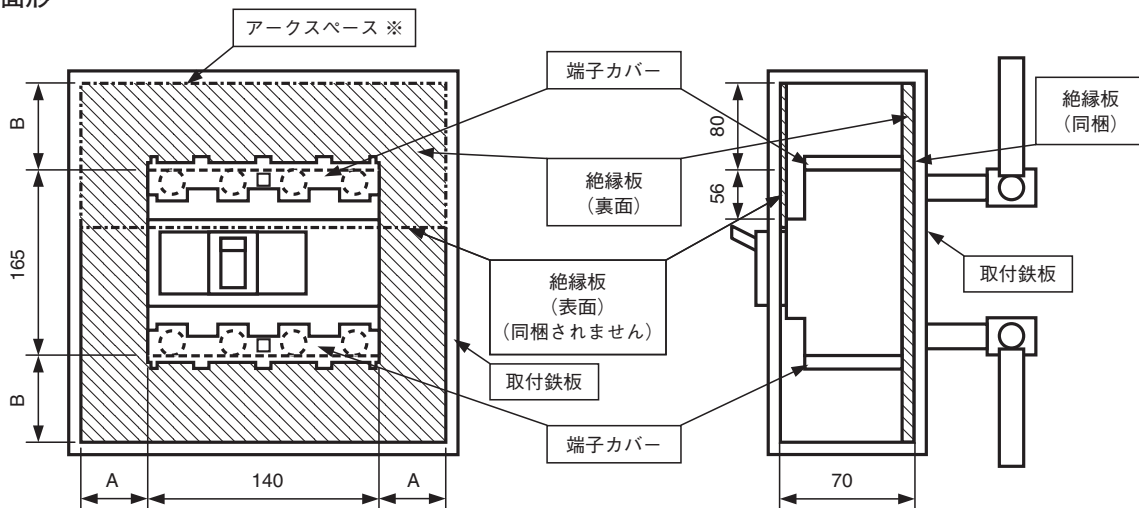 面形
アークスペース ※
端子カバー
絶縁板
(同梱)
絶縁板
(裏面)
絶縁板
(表面)
(同梱されません)
取付鉄板
取付鉄板
端子カバー
B
165
B
A
140
A
80
56
70